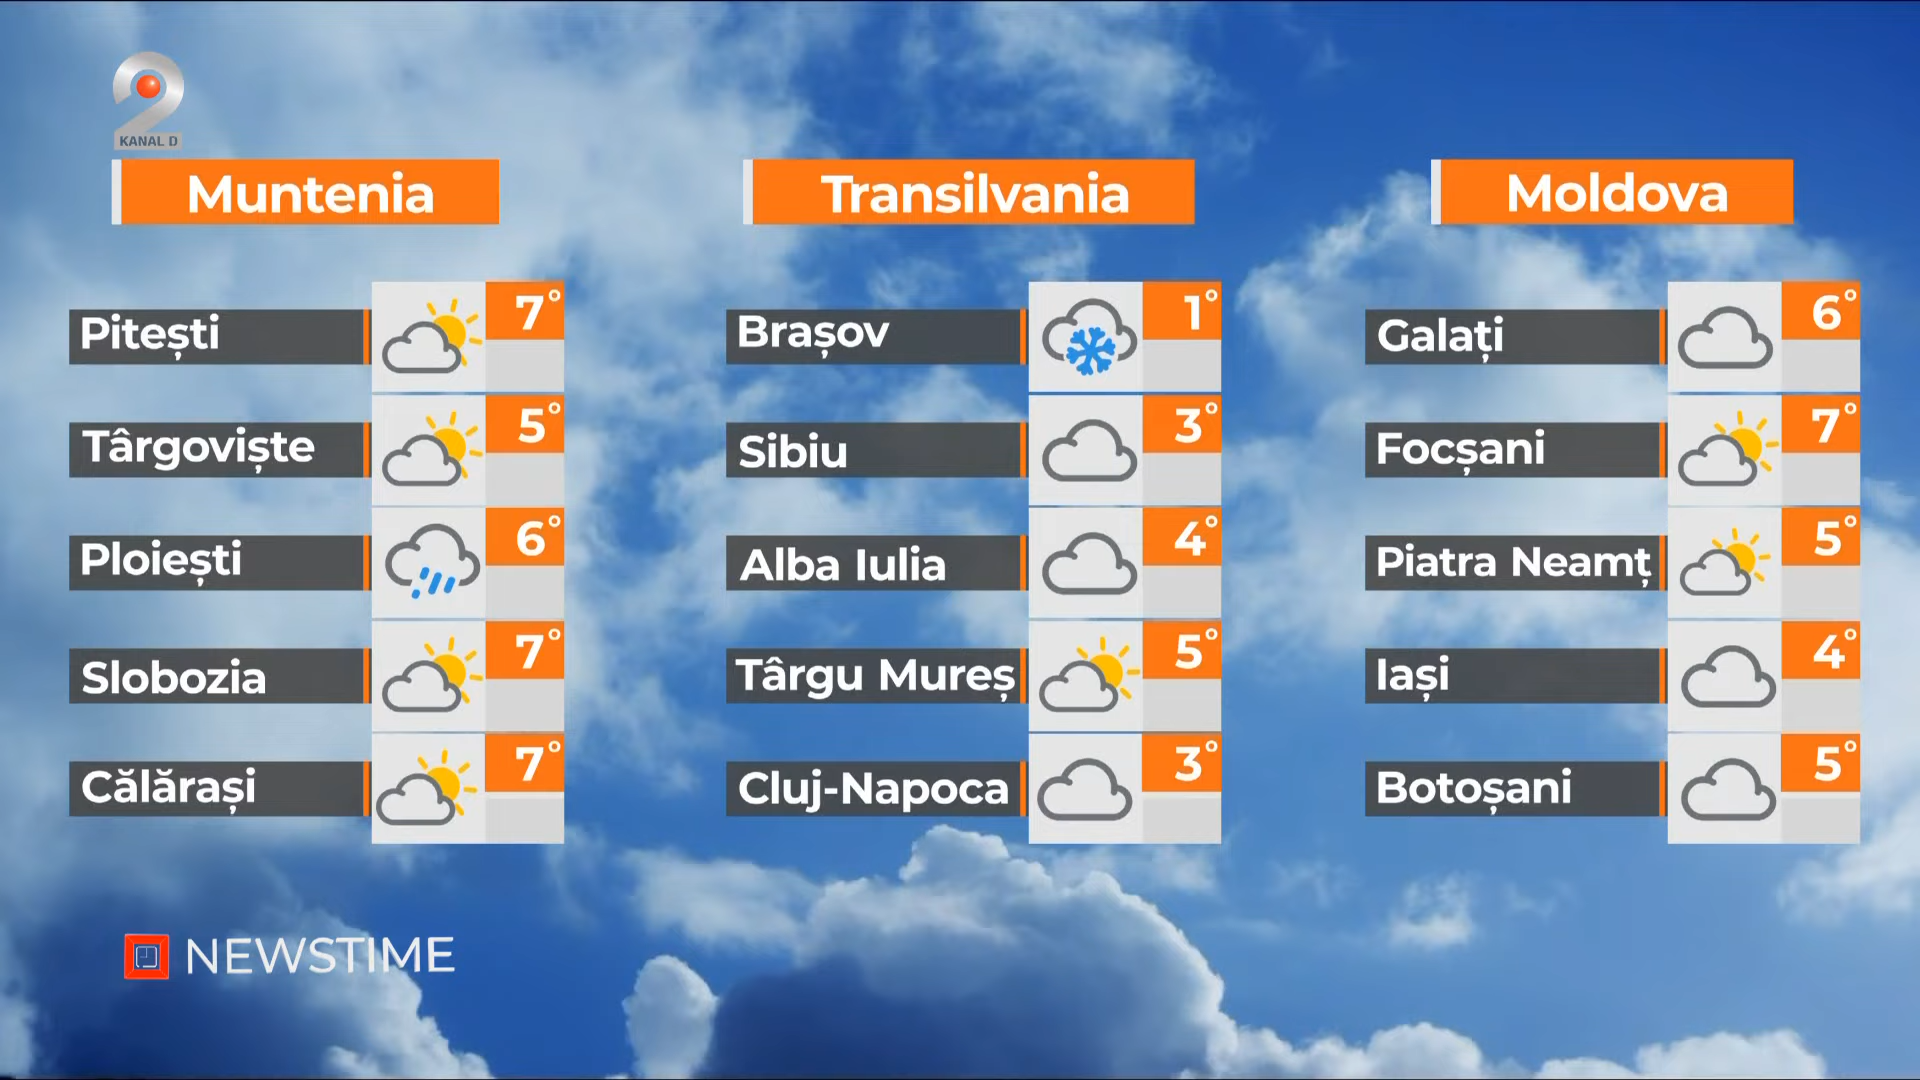 KANAL D
Muntenia
Pitești 7°
Târgoviște 5°
Ploiești 6°
Slobozia 7°
Călărași 7°
Transilvania
Brașov 1°
Sibiu 3°
Alba Iulia 4°
Târgu Mureș 5°
Cluj-Napoca 3°
Moldova
Galați 6°
Focșani 7°
Piatra Neamț 5°
Iași 4°
Botoșani 5°
NEWSTIME